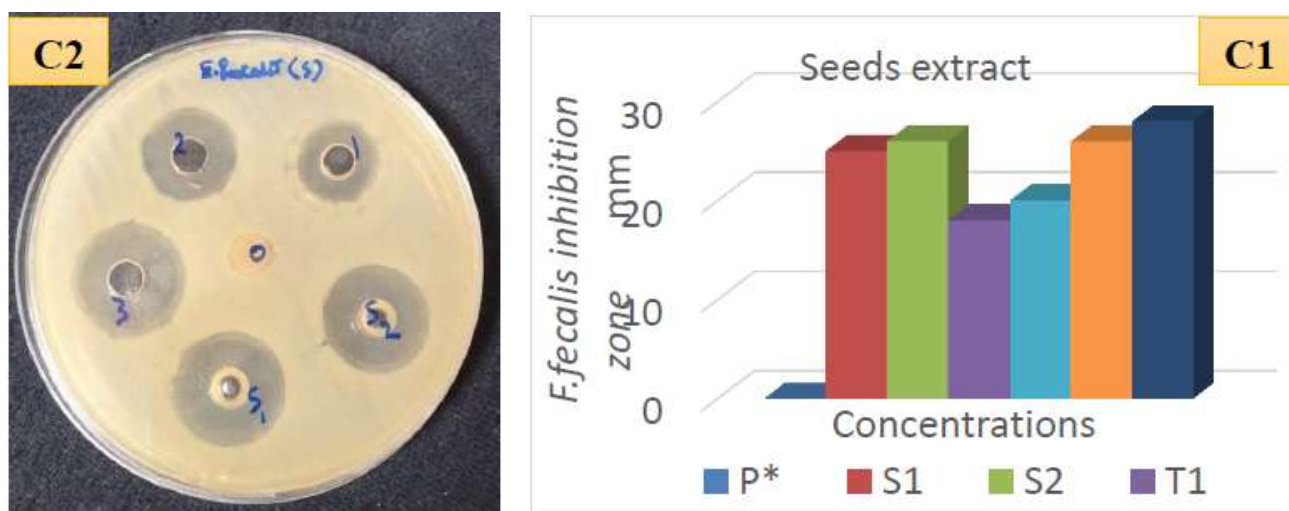 C2
E.fecalis (S)
2
1
0
3
S2
S1
C1
Seeds extract
F.fecalis inhibition
zone mm
30
20
10
0
Concentrations
P* S1 S2 T1